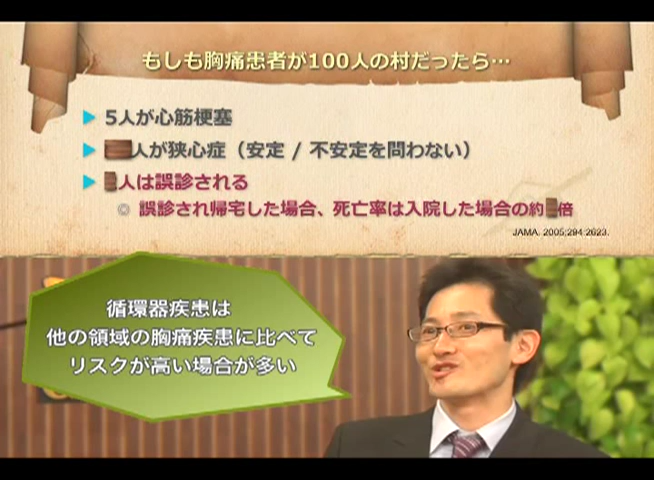 もしも胸痛患者が100人の村だったら…
5人が心筋梗塞
人が狭心症（安定 / 不安定を問わない）
人は誤診される
誤診され帰宅した場合、死亡率は入院した場合の約 倍
JAMA. 2005;294:2623.
循環器疾患は
他の領域の胸痛疾患に比べて
リスクが高い場合が多い